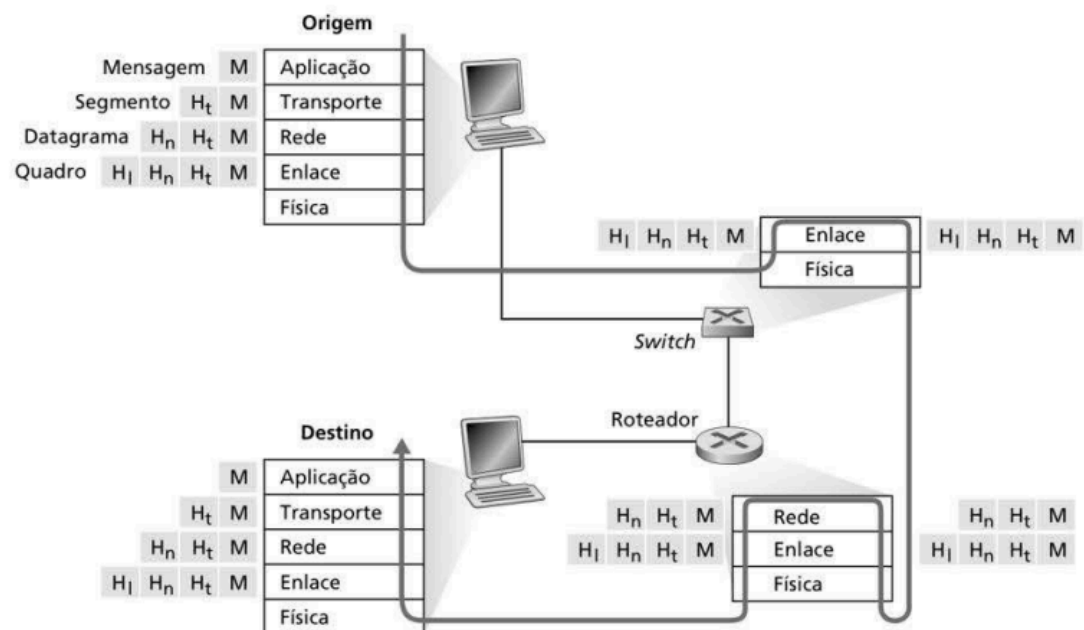 Origem
Mensagem M Aplicação
Segmento Ht M Transporte
Datagrama Hn Ht M Rede
Quadro Hl Hn Ht M Enlace
Física
Hl Hn Ht M Enlace Hl Hn Ht M
Física
Switch
Roteador
Destino
M Aplicação
Ht M Transporte
Hn Ht M Rede
Hl Hn Ht M Enlace
Física
Hn Ht M Rede Hn Ht M
Hl Hn Ht M Enlace Hl Hn Ht M
Física